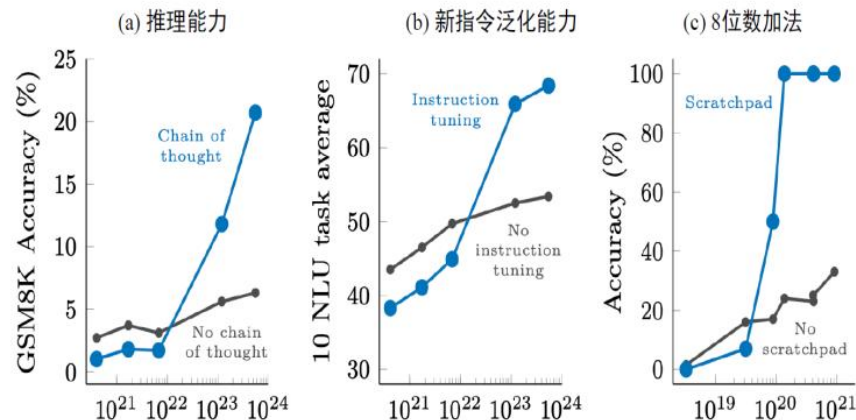 (a) 推理能力
(b) 新指令泛化能力
(c) 8位数加法
GSM8K Accuracy (%)
25
20
15
10
5
0
Chain of
thought
No chain
of thought
10^21 10^22 10^23 10^24
10 NLU task average
70
60
50
40
30
Instruction
tuning
No
instruction
tuning
10^21 10^22 10^23 10^24
Accuracy (%)
100
80
60
40
20
0
Scratchpad
No
scratchpad
10^19 10^20 10^21